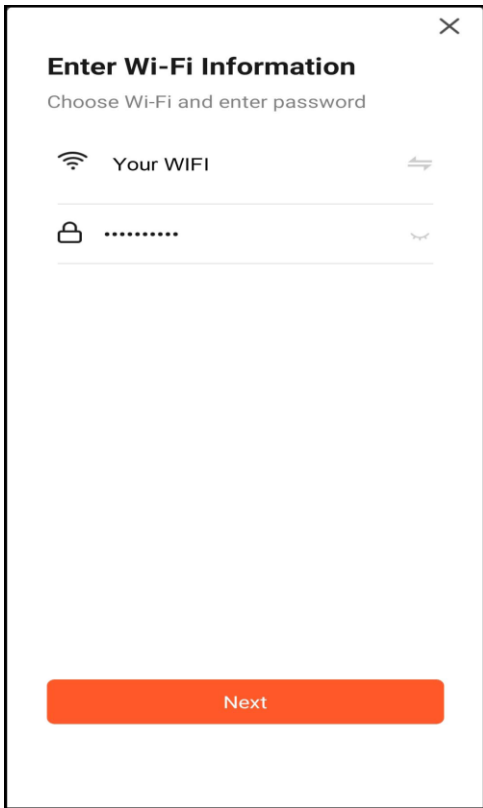 Enter Wi-Fi Information
Choose Wi-Fi and enter password
Your WIFI
••••••••••
Next